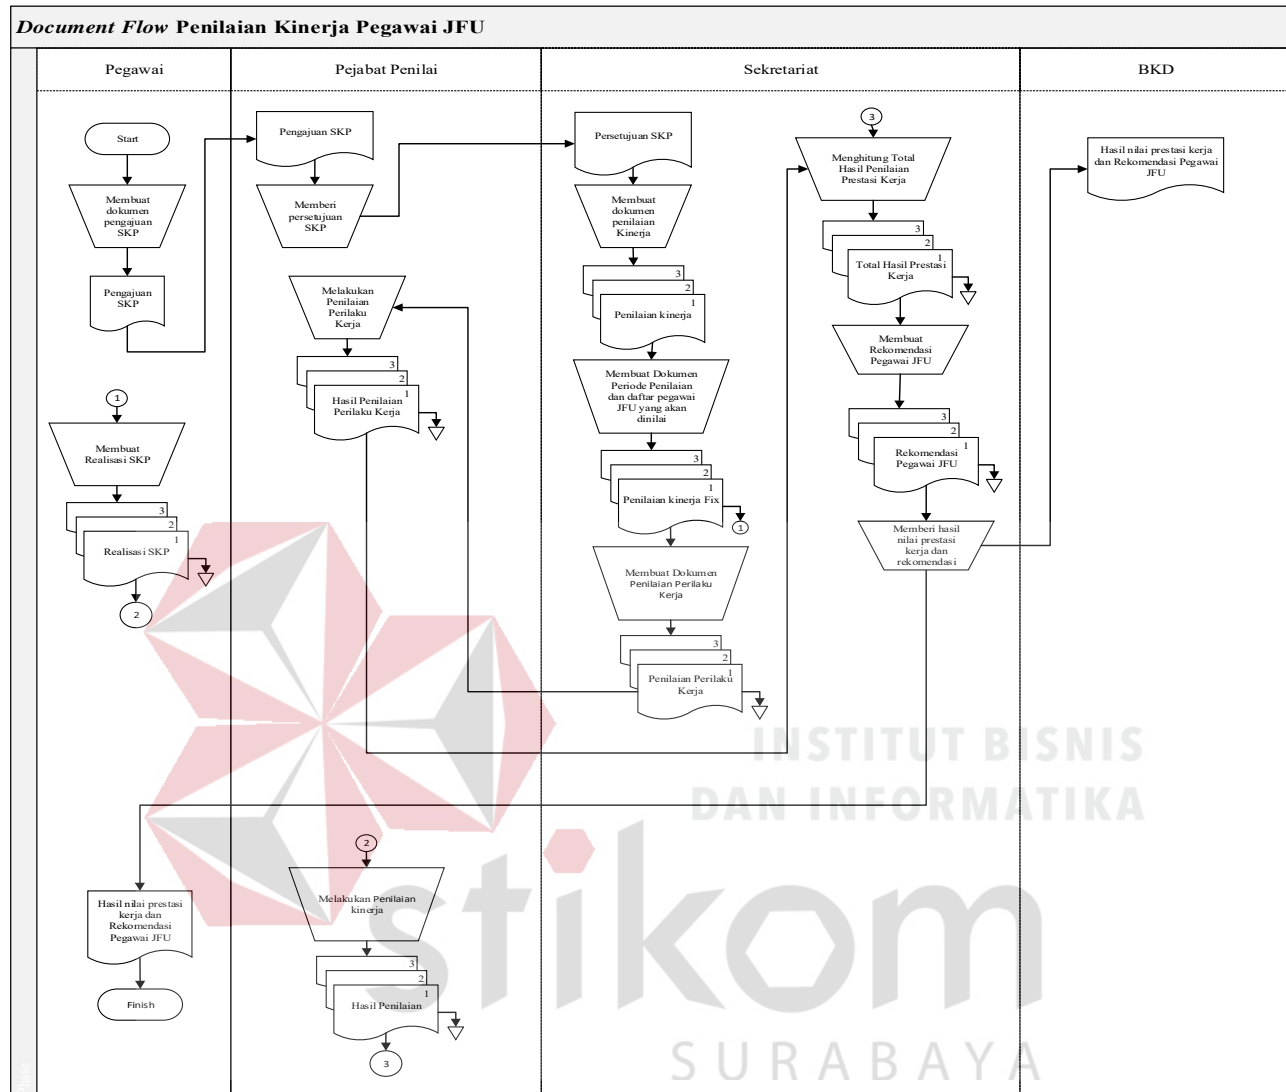 Document Flow Penilaian Kinerja Pegawai JFU
Pegawai
Pejabat Penilai
Sekretariat
BKD
Start
Membuat
dokumen
pengajuan
SKP
Pengajuan
SKP
1
Membuat
Realisasi SKP
3
2
1
Realisasi SKP
2
Hasil nilai prestasi
kerja dan
Rekomendasi
Pegawai JFU
Finish
Pengajuan SKP
Memberi
persetujuan
SKP
Melakukan
Penilaian
Perilaku
Kerja
3
2
1
Hasil Penilaian
Perilaku Kerja
2
Melakukan Penilaian
kinerja
3
2
1
Hasil Penilaian
3
Persetujuan SKP
Membuat
dokumen
penilaian
Kinerja
3
2
1
Penilaian kinerja
Membuat Dokumen
Periode Penilaian
dan daftar pegawai
JFU yang akan
dinilai
3
2
1
Penilaian kinerja Fix
1
Membuat Dokumen
Penilaian Perilaku
Kerja
3
2
1
Penilaian Perilaku
Kerja
3
Menghitung Total
Hasil Penilaian
Prestasi Kerja
3
2
1
Total Hasil Prestasi
Kerja
Membuat
Rekomendasi
Pegawai JFU
3
2
1
Rekomendasi
Pegawai JFU
Memberi hasil
nilai prestasi
kerja dan
rekomendasi
Hasil nilai prestasi kerja
dan Rekomendasi Pegawai
JFU
Phase
INSTITUT BISNIS
DAN INFORMATIKA
stikom
SURABAYA